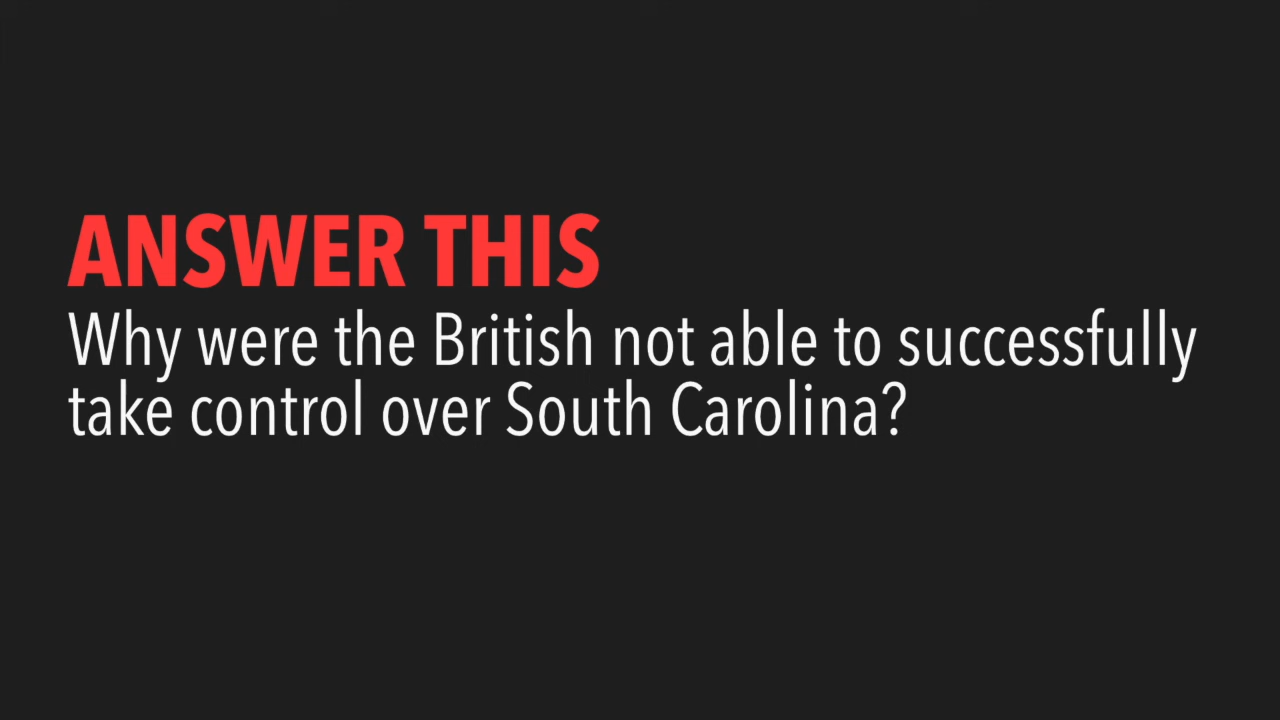 ANSWER THIS
Why were the British not able to successfully
take control over South Carolina?